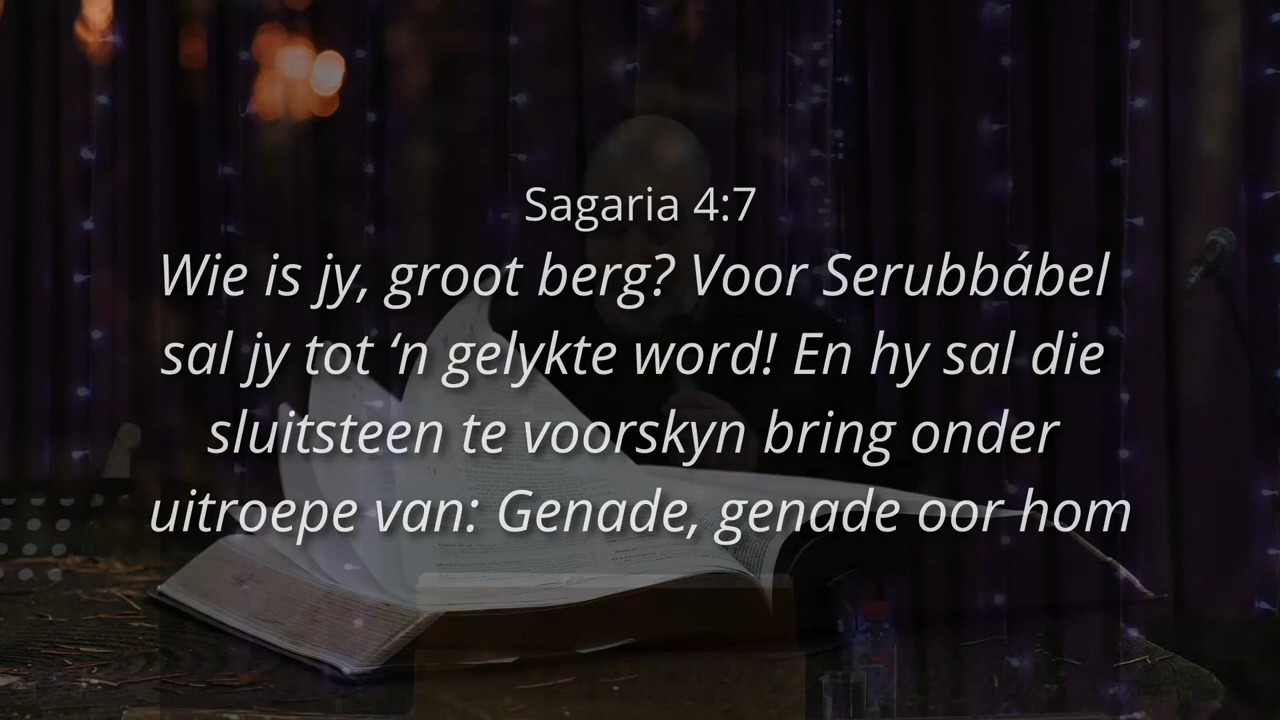 Sagaria 4:7
Wie is jy, groot berg? Voor Serubbábel
sal jy tot ‘n gelykte word! En hy sal die
sluitsteen te voorskyn bring onder
uitroepe van: Genade, genade oor hom